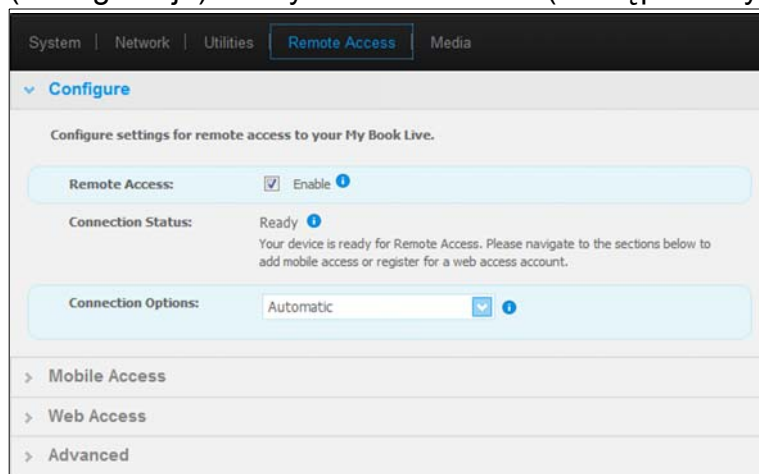 System | Network | Utilities | Remote Access | Media
Configure
Configure settings for remote access to your My Book Live.
Remote Access: Enable
Connection Status: Ready
Your device is ready for Remote Access. Please navigate to the sections below to
add mobile access or register for a web access account.
Connection Options: Automatic
Mobile Access
Web Access
Advanced